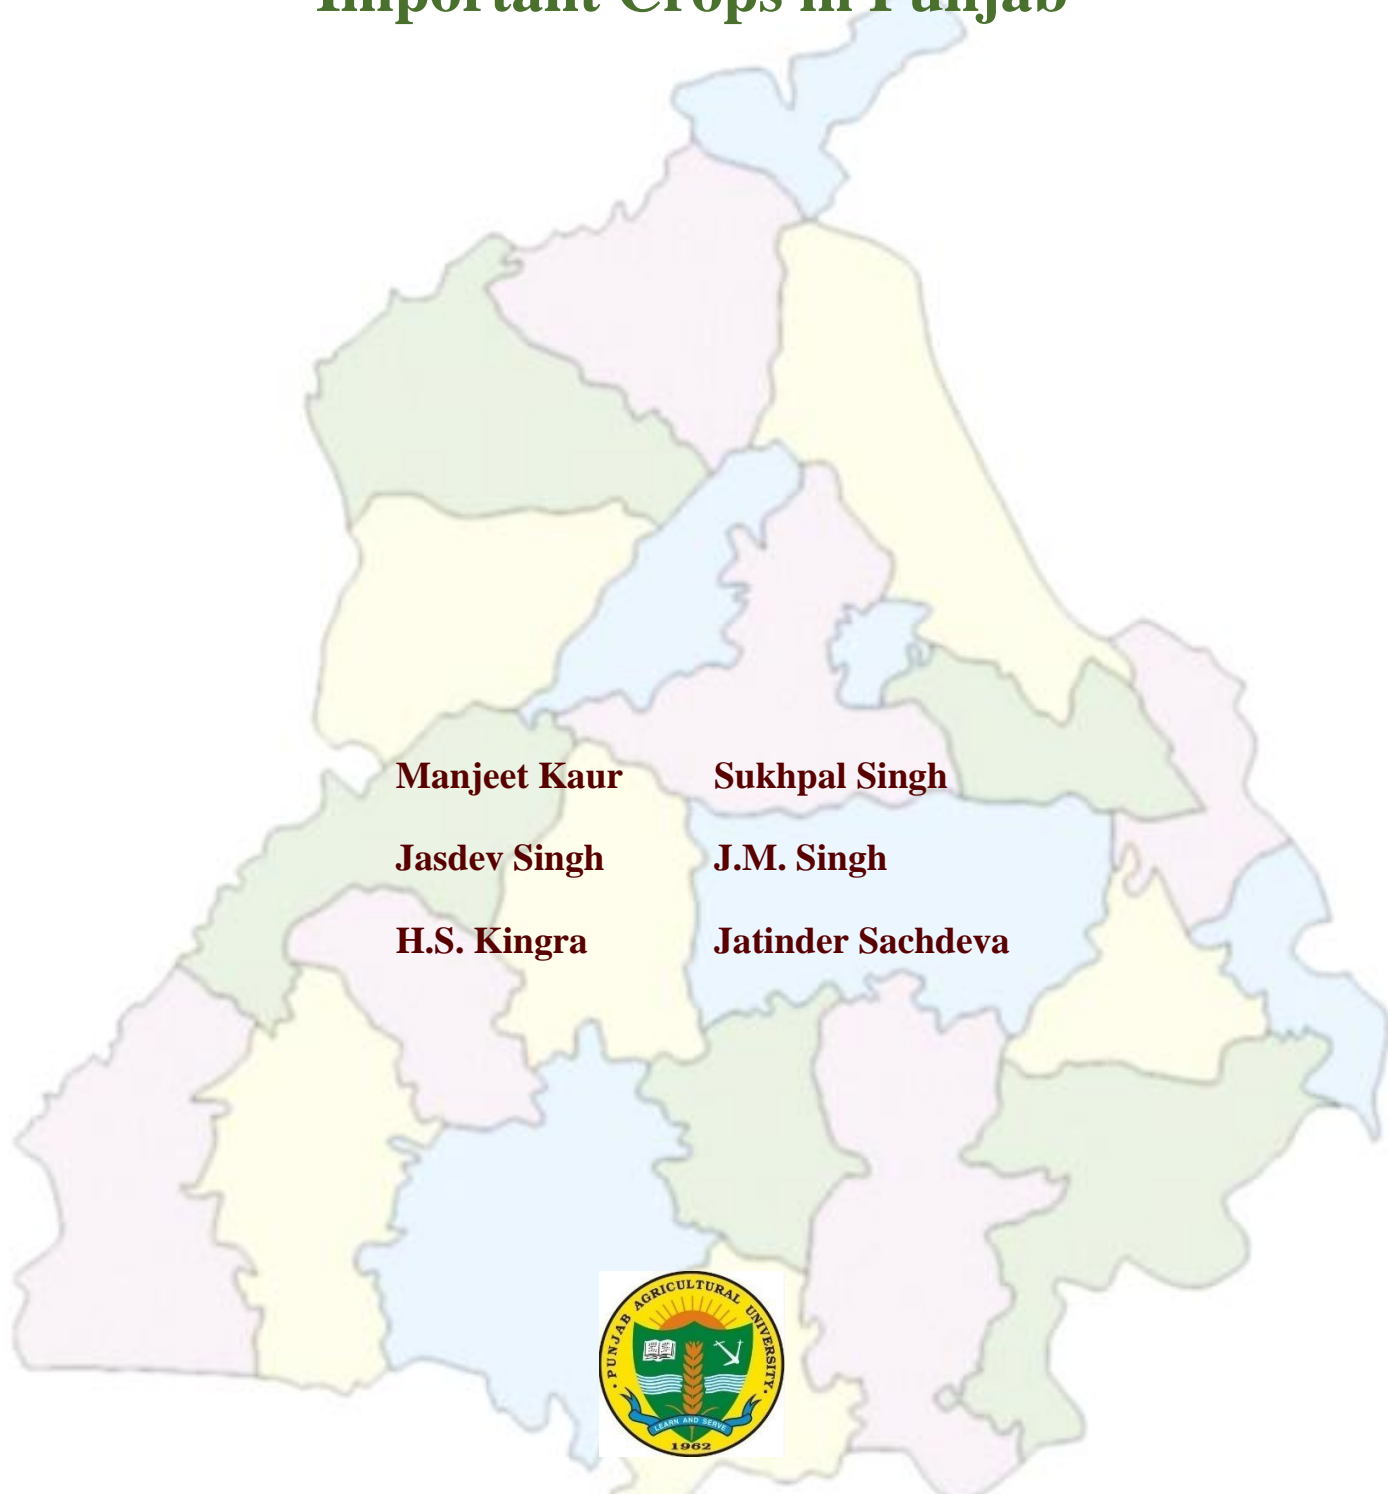 Important Crops in Punjab
Manjeet Kaur Sukhpal Singh
Jasdev Singh J.M. Singh
H.S. Kingra Jatinder Sachdeva
PUNJAB AGRICULTURAL UNIVERSITY
LEARN AND SERVE
1962